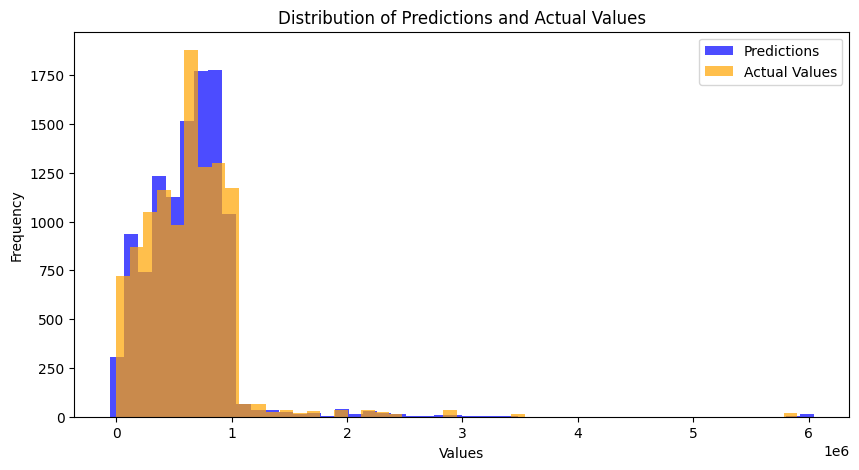 Distribution of Predictions and Actual Values
Predictions
Actual Values
Frequency
1750
1500
1250
1000
750
500
250
0
0 1 2 3 4 5 6
1e6
Values